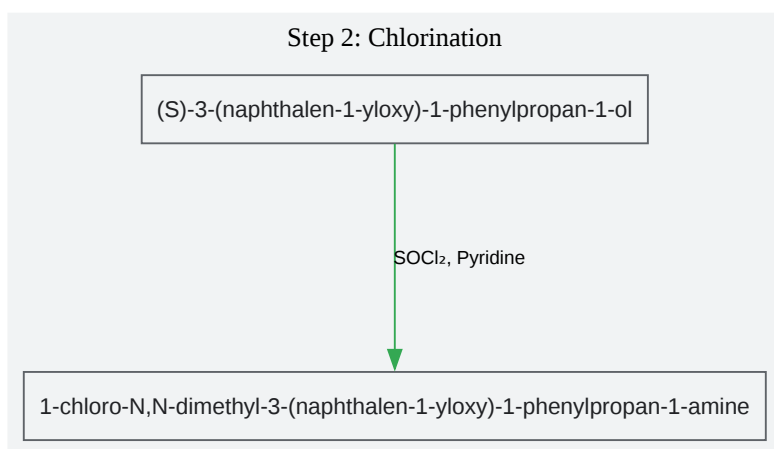 Step 2: Chlorination
(S)-3-(naphthalen-1-yloxy)-1-phenylpropan-1-ol
SOCl₂, Pyridine
1-chloro-N,N-dimethyl-3-(naphthalen-1-yloxy)-1-phenylpropan-1-amine